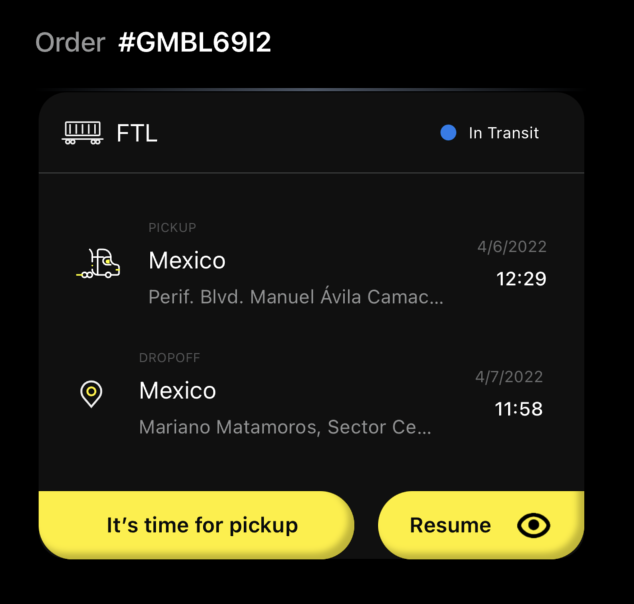 Order #GMBL69I2
FTL
In Transit
PICKUP
Mexico
Perif. Blvd. Manuel Ávila Camac...
4/6/2022
12:29
DROPOFF
Mexico
Mariano Matamoros, Sector Ce...
4/7/2022
11:58
It's time for pickup
Resume